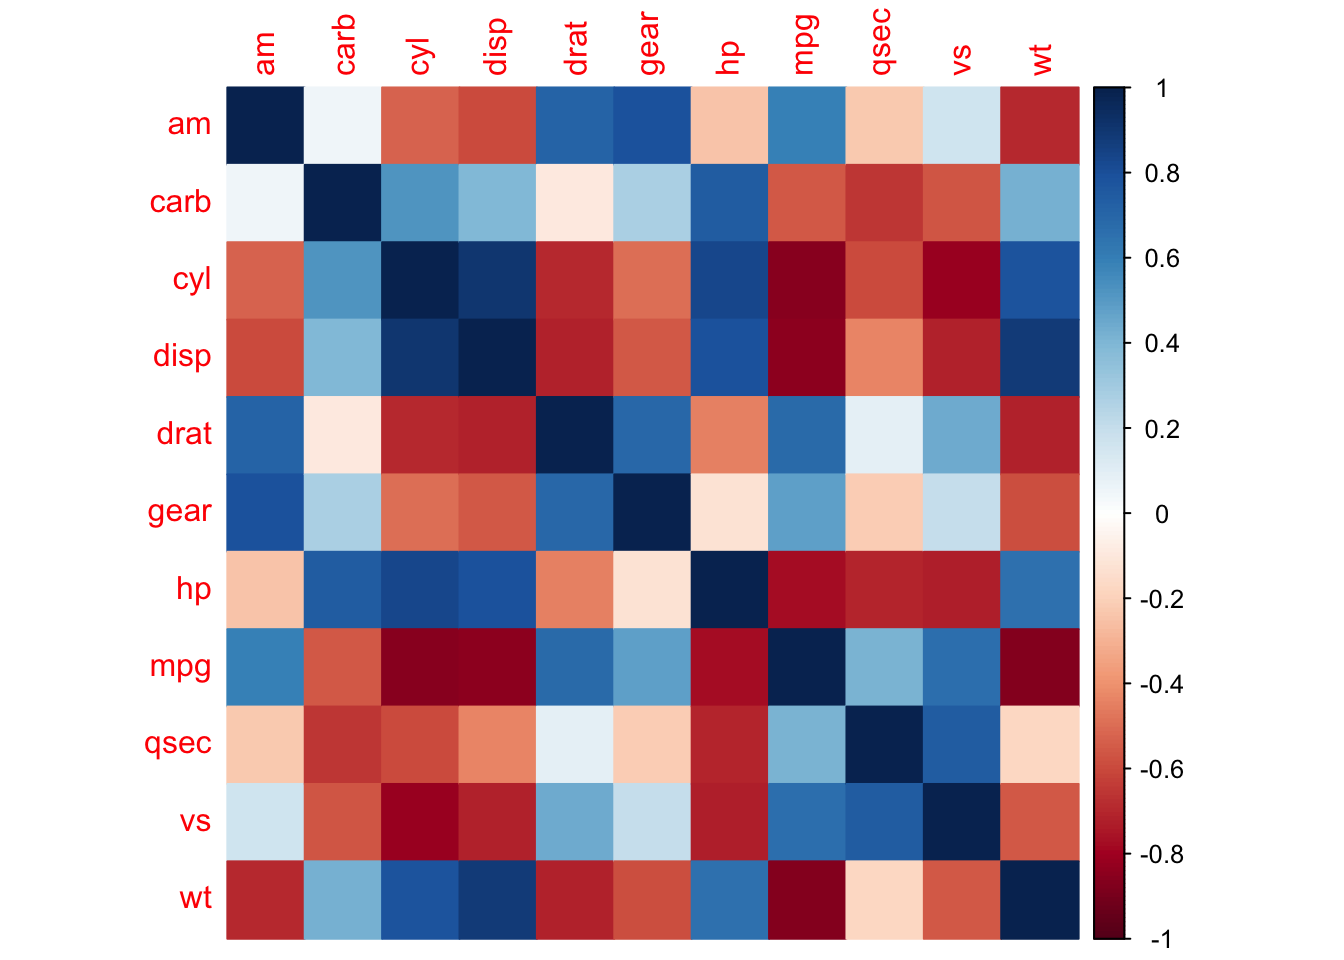 am carb cyl disp drat gear hp mpg qsec vs wt
am
carb
cyl
disp
drat
gear
hp
mpg
qsec
vs
wt
1
0.8
0.6
0.4
0.2
0
-0.2
-0.4
-0.6
-0.8
-1